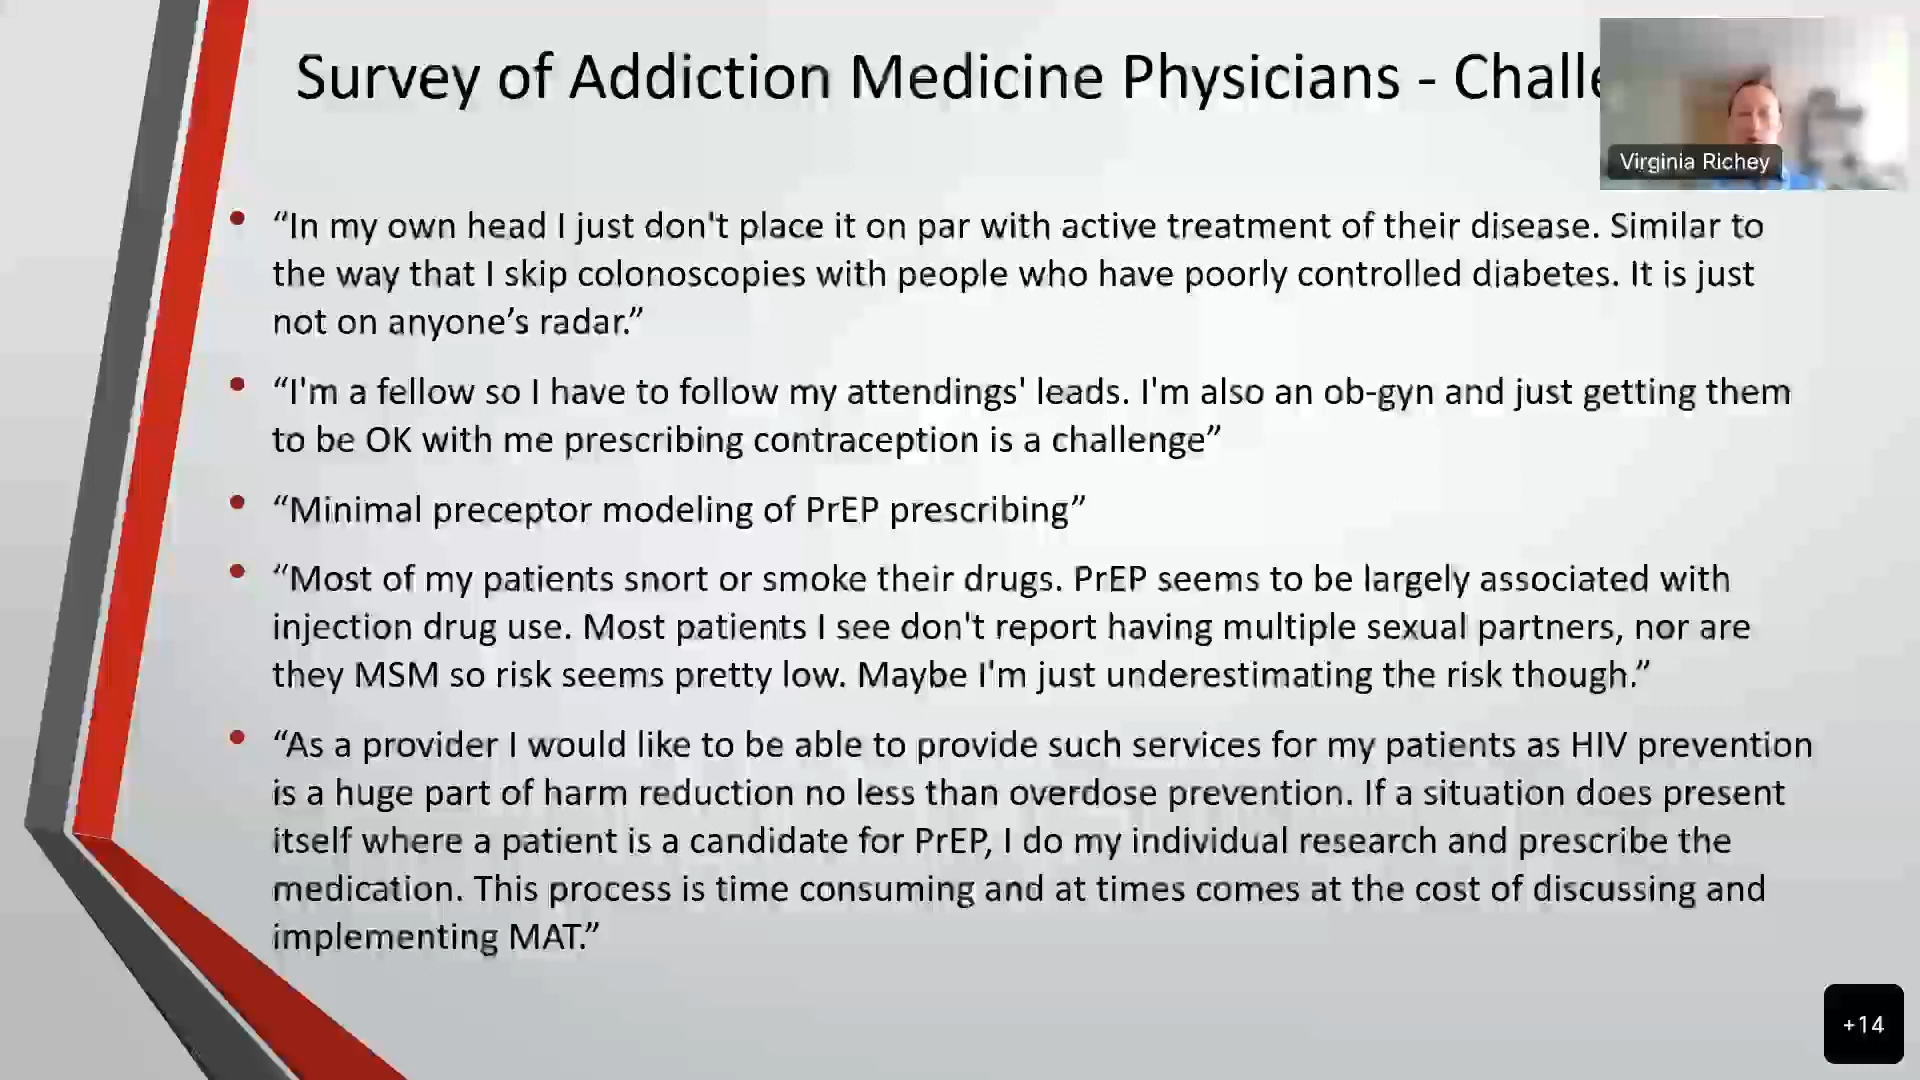 Survey of Addiction Medicine Physicians - Challe
Virginia Richey
• “In my own head I just don't place it on par with active treatment of their disease. Similar to
the way that I skip colonoscopies with people who have poorly controlled diabetes. It is just
not on anyone’s radar.”
• “I'm a fellow so I have to follow my attendings' leads. I'm also an ob-gyn and just getting them
to be OK with me prescribing contraception is a challenge”
• “Minimal preceptor modeling of PrEP prescribing”
• “Most of my patients snort or smoke their drugs. PrEP seems to be largely associated with
injection drug use. Most patients I see don't report having multiple sexual partners, nor are
they MSM so risk seems pretty low. Maybe I'm just underestimating the risk though.”
• “As a provider I would like to be able to provide such services for my patients as HIV prevention
is a huge part of harm reduction no less than overdose prevention. If a situation does present
itself where a patient is a candidate for PrEP, I do my individual research and prescribe the
medication. This process is time consuming and at times comes at the cost of discussing and
implementing MAT.”
+14